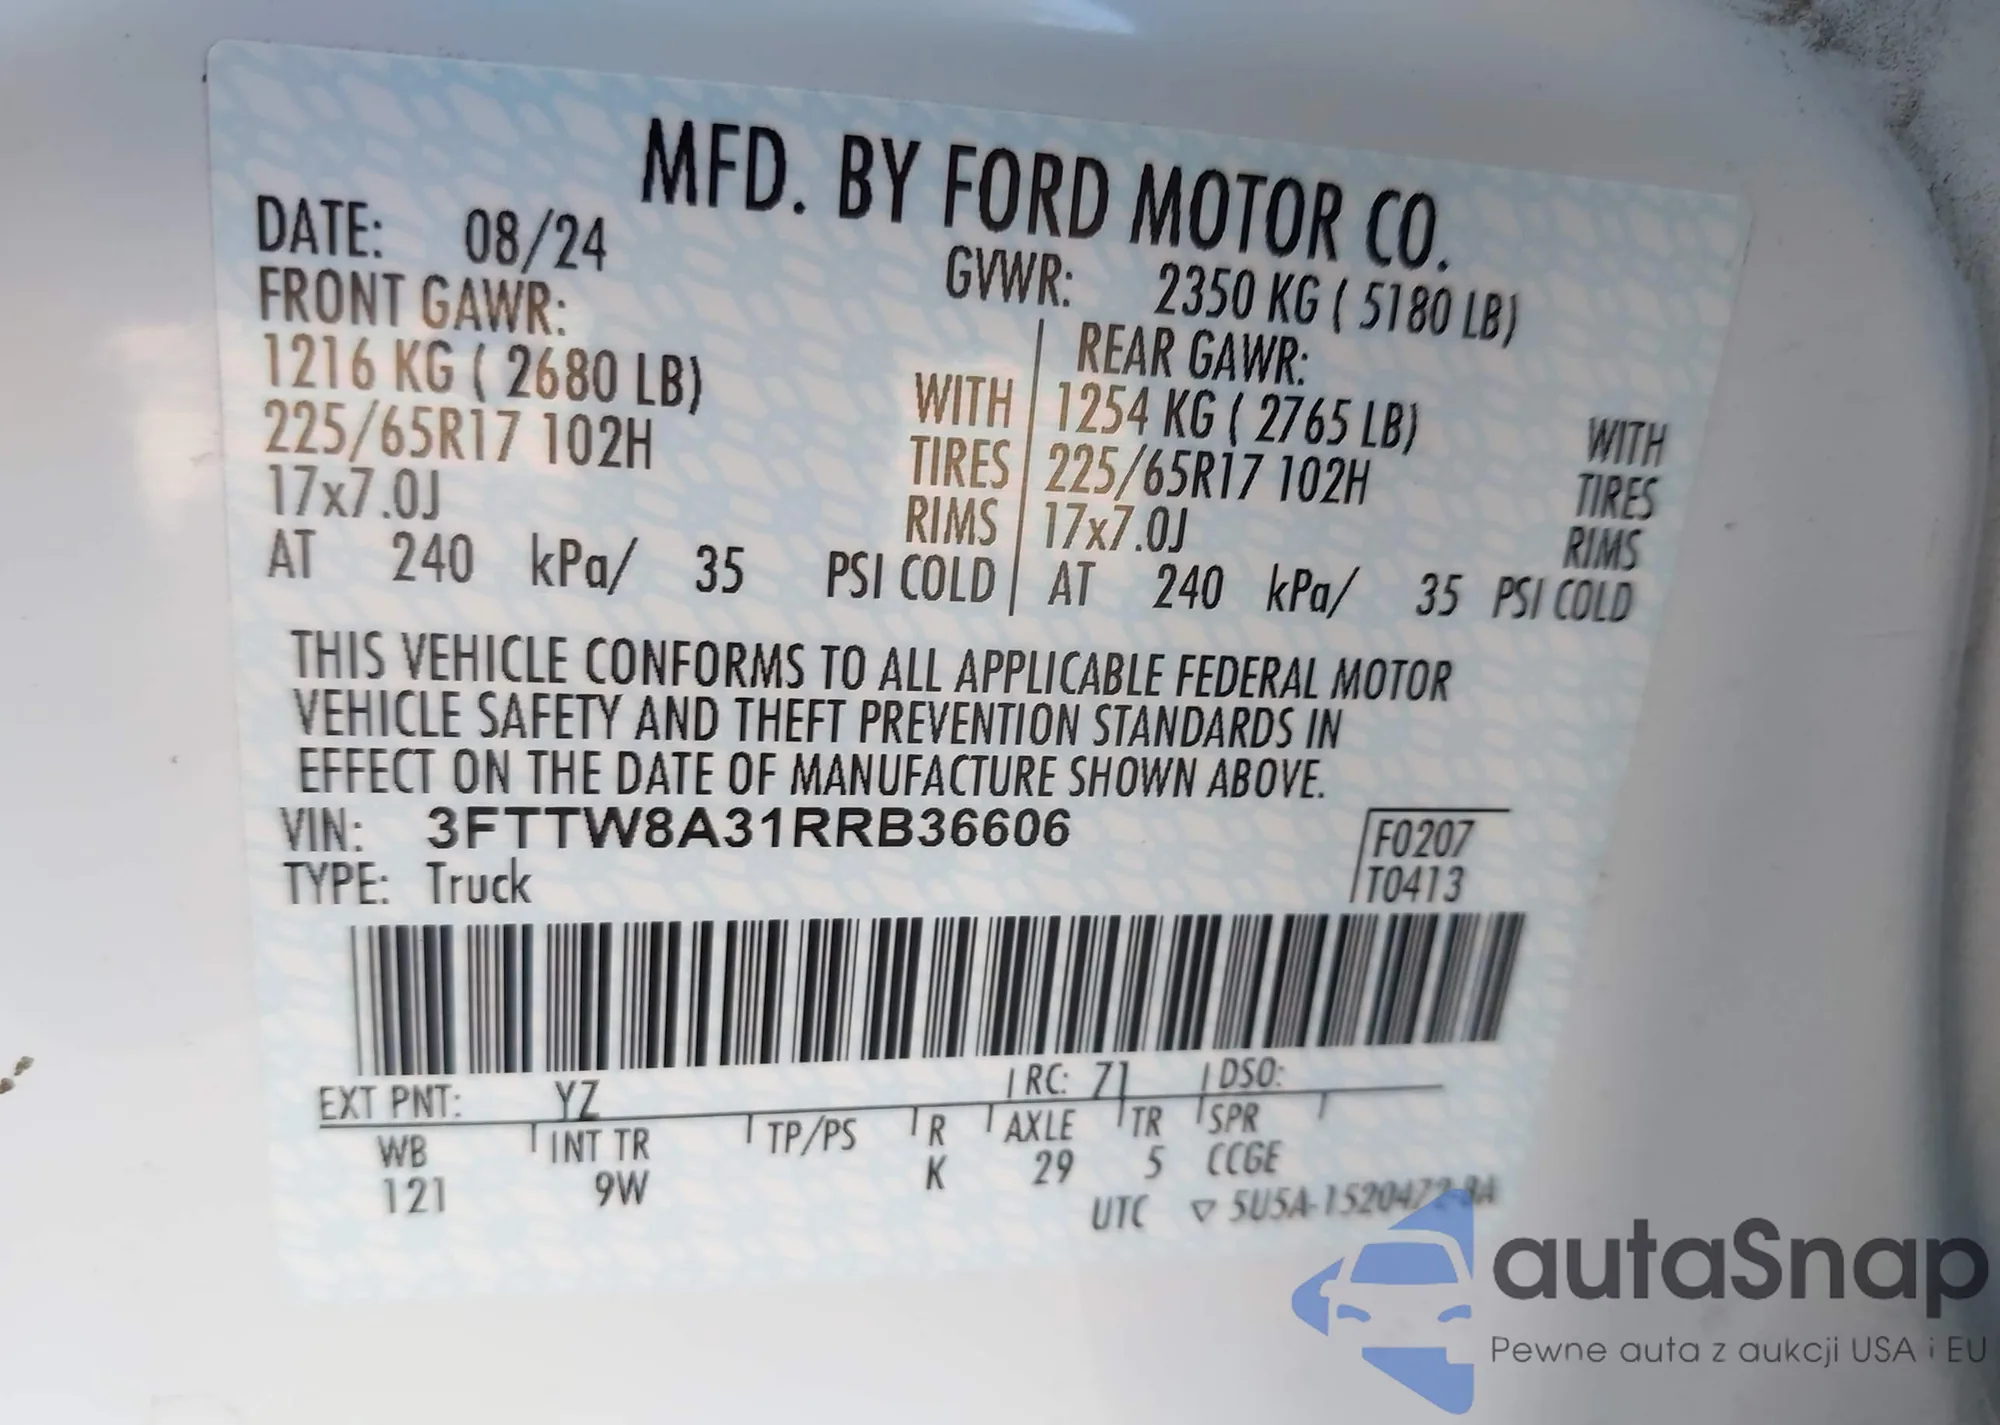 MFD. BY FORD MOTOR CO.
DATE: 08/24 GVWR: 2350 KG ( 5180 LB)
FRONT GAWR: REAR GAWR:
1216 KG ( 2680 LB) WITH 1254 KG ( 2765 LB) WITH
225/65R17 102H TIRES 225/65R17 102H TIRES
17x7.0J RIMS 17x7.0J RIMS
AT 240 kPa/ 35 PSI COLD AT 240 kPa/ 35 PSI COLD
THIS VEHICLE CONFORMS TO ALL APPLICABLE FEDERAL MOTOR
VEHICLE SAFETY AND THEFT PREVENTION STANDARDS IN
EFFECT ON THE DATE OF MANUFACTURE SHOWN ABOVE.
VIN: 3FTTW8A31RRB36606 F0207
TYPE: Truck T0413
EXT PNT: YZ RC: 71 DSO:
WB INT TR TP/PS R AXLE TR SPR
121 9W K 29 5 CCGE
UTC
autaSnap
Pewne auta z aukcji USA i EU